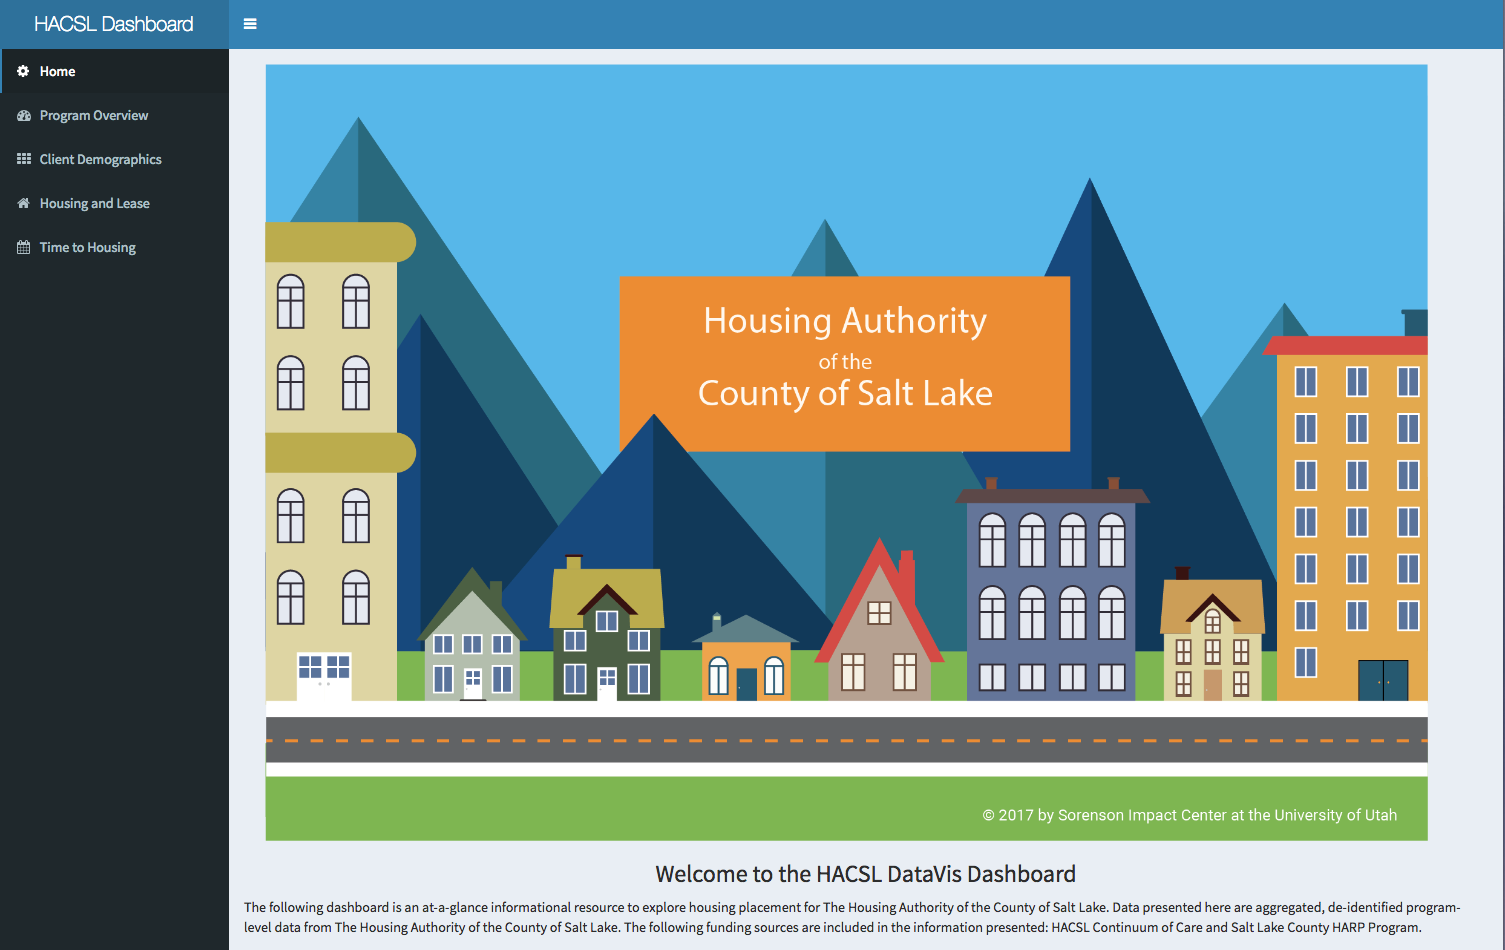 HACSL Dashboard
Home
Program Overview
Client Demographics
Housing and Lease
Time to Housing
Housing Authority
of the
County of Salt Lake
© 2017 by Sorenson Impact Center at the University of Utah
Welcome to the HACSL DataVis Dashboard
The following dashboard is an at-a-glance informational resource to explore housing placement for The Housing Authority of the County of Salt Lake. Data presented here are aggregated, de-identified program-
level data from The Housing Authority of the County of Salt Lake. The following funding sources are included in the information presented: HACSL Continuum of Care and Salt Lake County HARP Program.